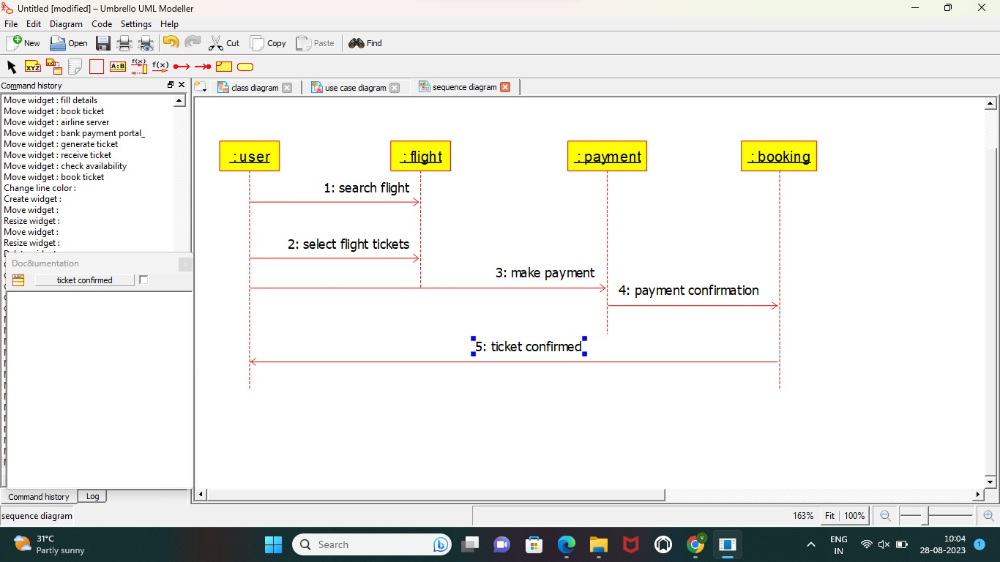 Untitled [modified] – Umbrello UML Modeller
File Edit Diagram Code Settings Help
New Open Cut Copy Paste Find
XYZ XYZ A:B f(x) f(x)
Command history
class diagram use case diagram sequence diagram
Move widget : fill details
Move widget : book ticket
Move widget : airline server
Move widget : bank payment portal_
Move widget : generate ticket
Move widget : receive ticket
Move widget : check availability
Move widget : book ticket
Change line color :
Create widget :
Move widget :
Resize widget :
Move widget :
Resize widget :
Doc&umentation
ABC ticket confirmed
: user : flight : payment : booking
1: search flight
2: select flight tickets
3: make payment
4: payment confirmation
5: ticket confirmed
Command history Log
sequence diagram 163% Fit 100%
31°C
Partly sunny
Search
V
ENG
IN
10:04
28-08-2023
1